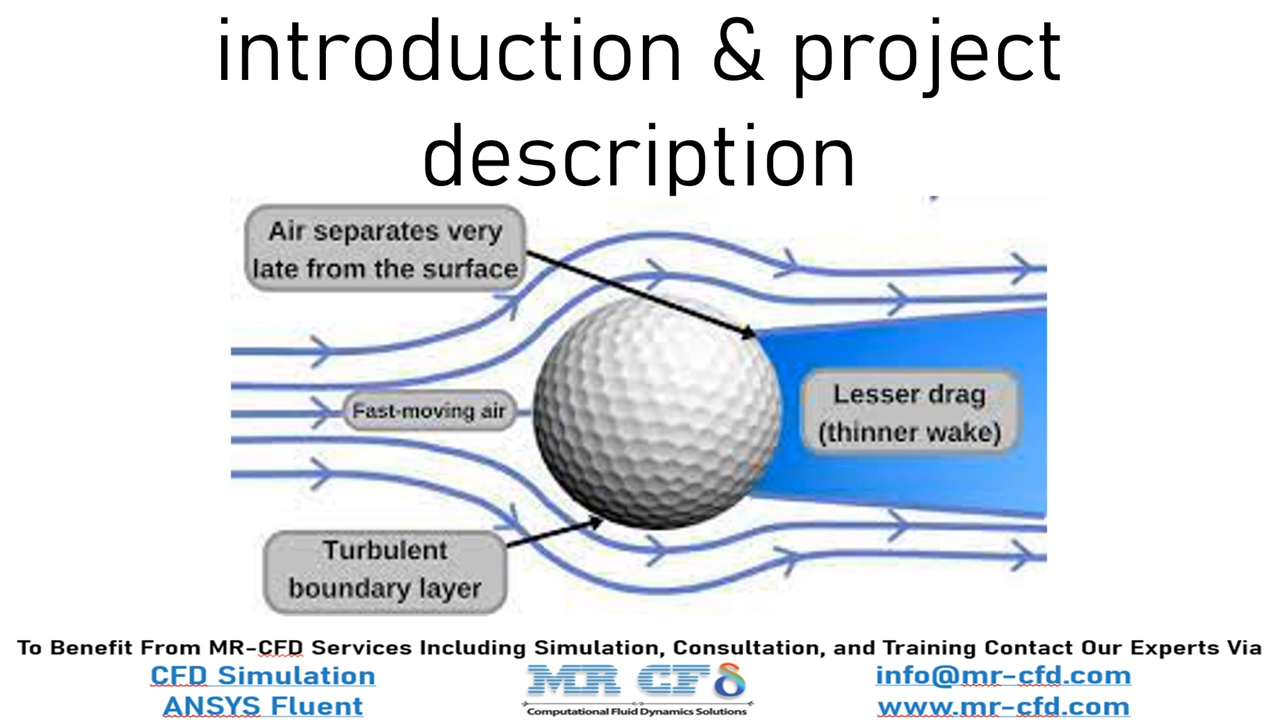 introduction & project
description
Air separates very
late from the surface
Fast-moving air
Lesser drag
(thinner wake)
Turbulent
boundary layer
To Benefit From MR-CFD Services Including Simulation, Consultation, and Training Contact Our Experts Via
CFD Simulation
ANSYS Fluent
MR CFD
Computational Fluid Dynamics Solutions
info@mr-cfd.com
www.mr-cfd.com